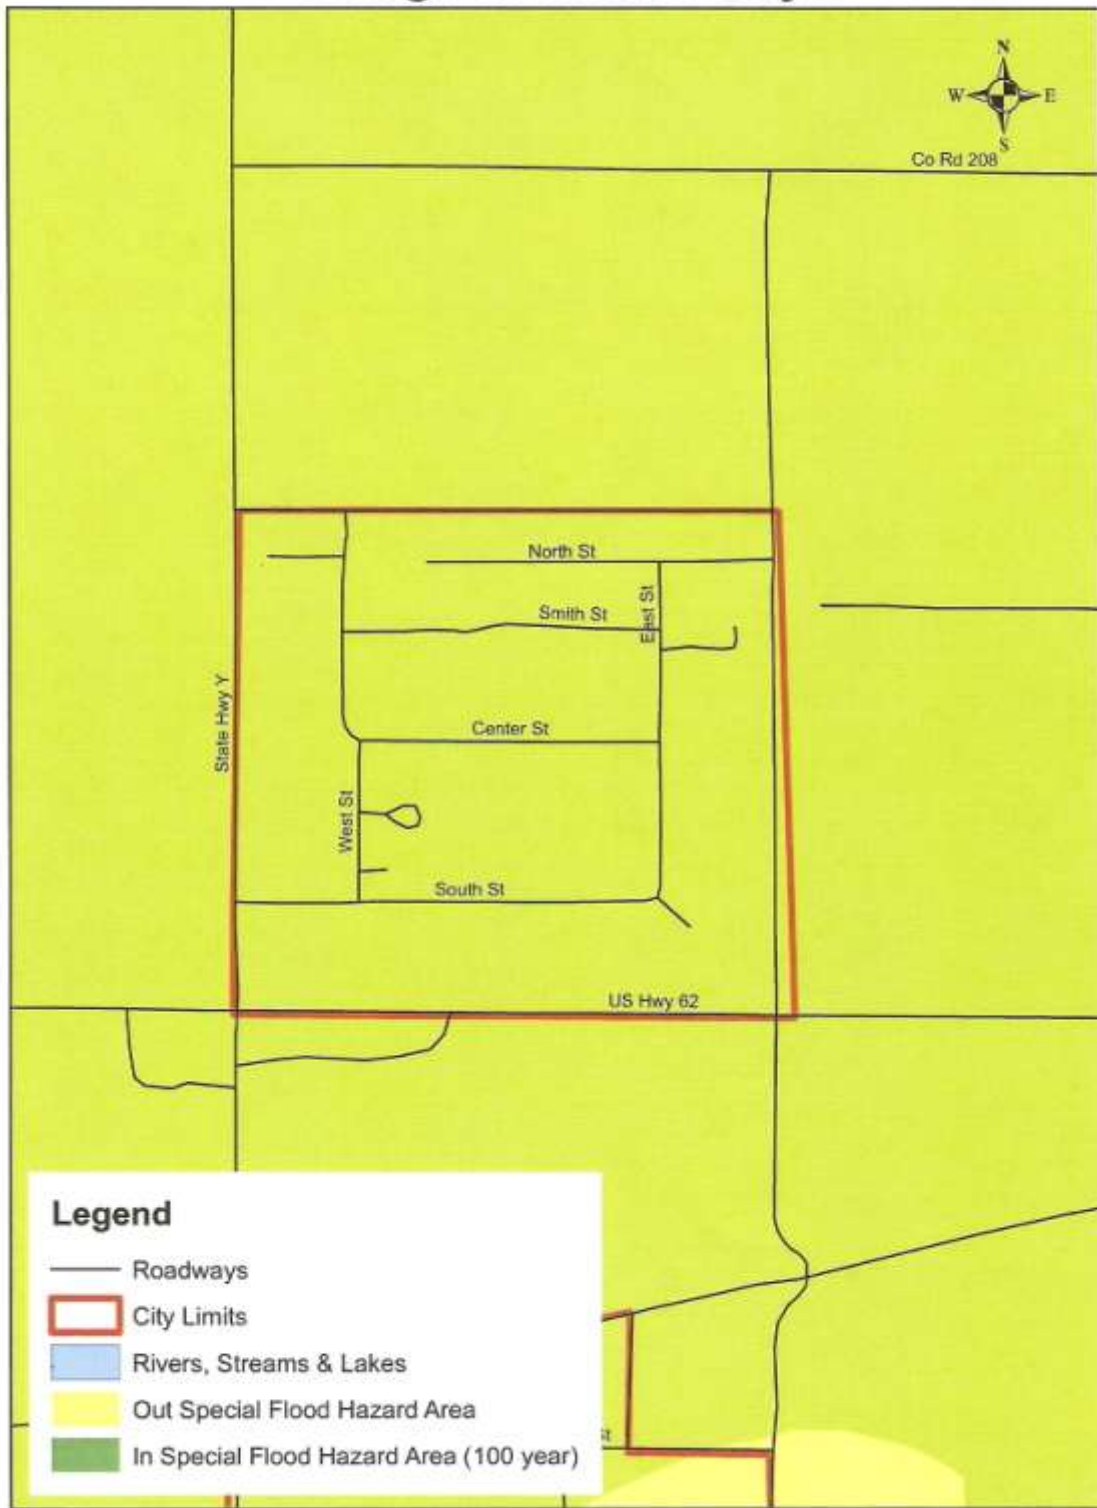 N
W E
S
Co Rd 208
North St
Smith St
East St
State Hwy Y
Center St
West St
South St
US Hwy 62
Legend
Roadways
City Limits
Rivers, Streams & Lakes
Out Special Flood Hazard Area
In Special Flood Hazard Area (100 year)
St